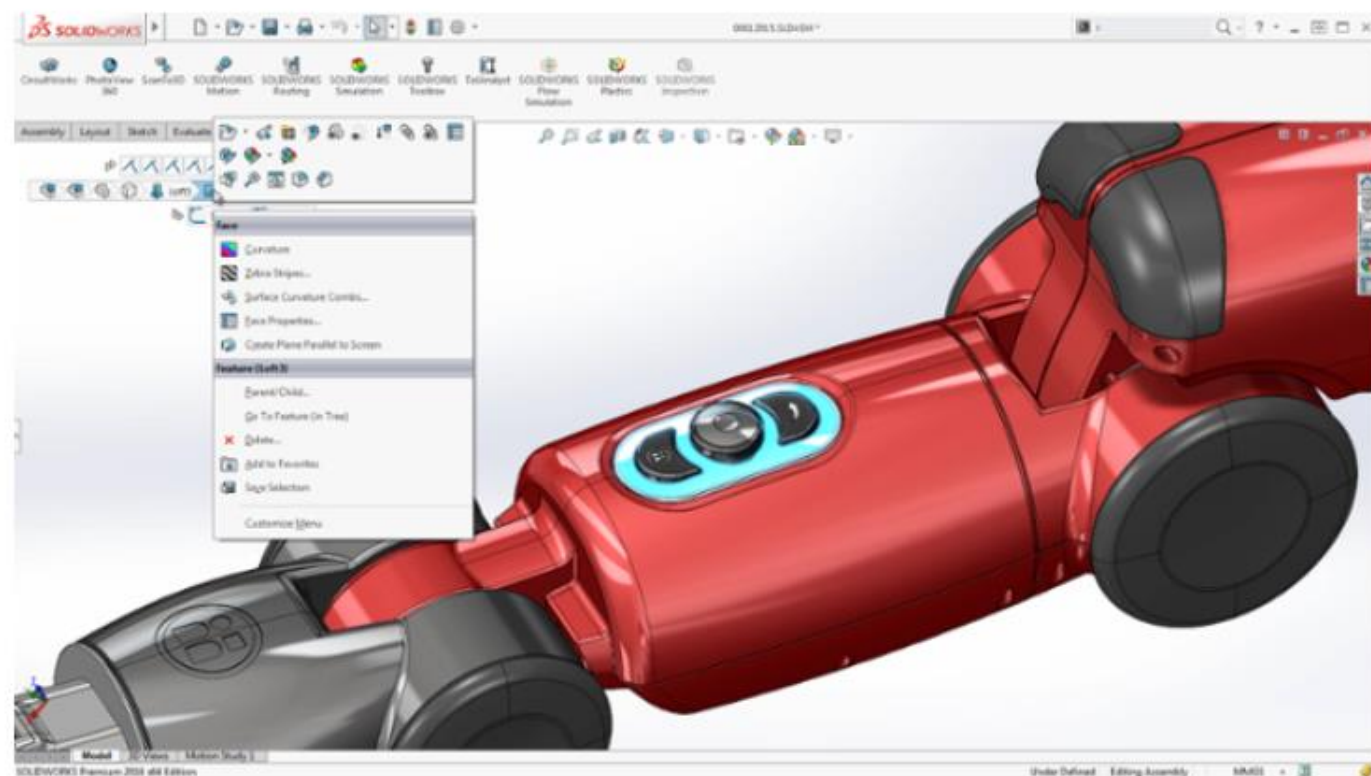 SOLIDWORKS
CircuitWorks PhotoView 360 ScanTo3D SOLIDWORKS Motion SOLIDWORKS Routing SOLIDWORKS Simulation SOLIDWORKS Toolbox TolAnalyst SOLIDWORKS Flow Simulation SOLIDWORKS Plastics SOLIDWORKS Inspection
Assembly Layout Sketch Evaluate
Face
Curvature
Zebra Stripes...
Surface Curvature Combs...
Face Properties...
Create Plane Parallel to Screen
Feature (Loft3)
Parent/Child...
Go To Feature (in Tree)
Delete...
Add to Favorites
Save Selection
Customize Menu
Model 3D Views Motion Study 1
SOLIDWORKS Premium 2016 x64 Edition
Under Defined Editing Assembly MMGS